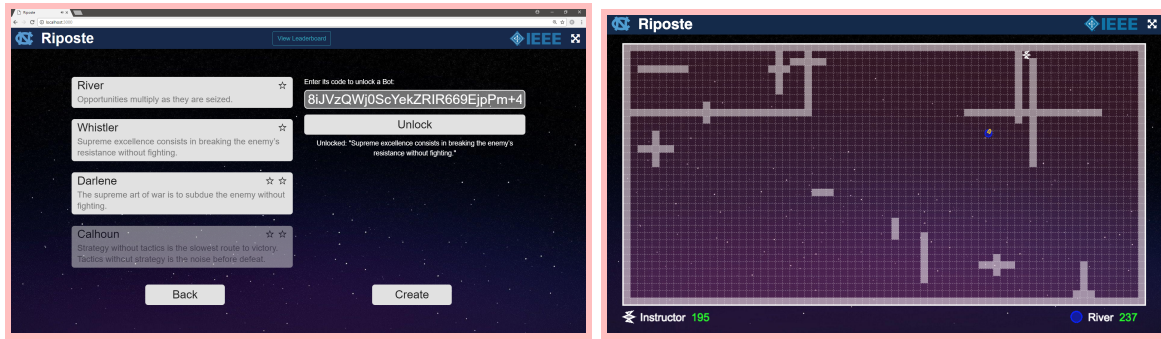 Riposte
localhost:3000
Riposte
View Leaderboard
IEEE
River
Opportunities multiply as they are seized.
Whistler
Supreme excellence consists in breaking the enemy's
resistance without fighting.
Darlene
The supreme art of war is to subdue the enemy without
fighting.
Calhoun
Strategy without tactics is the slowest route to victory.
Tactics without strategy is the noise before defeat.
Enter its code to unlock a Bot:
8iJVzQWj0ScYekZRIR669EjpPm+4
Unlock
Unlocked: "Supreme excellence consists in breaking the enemy's
resistance without fighting."
Back
Create
Riposte
IEEE
Instructor 195
River 237